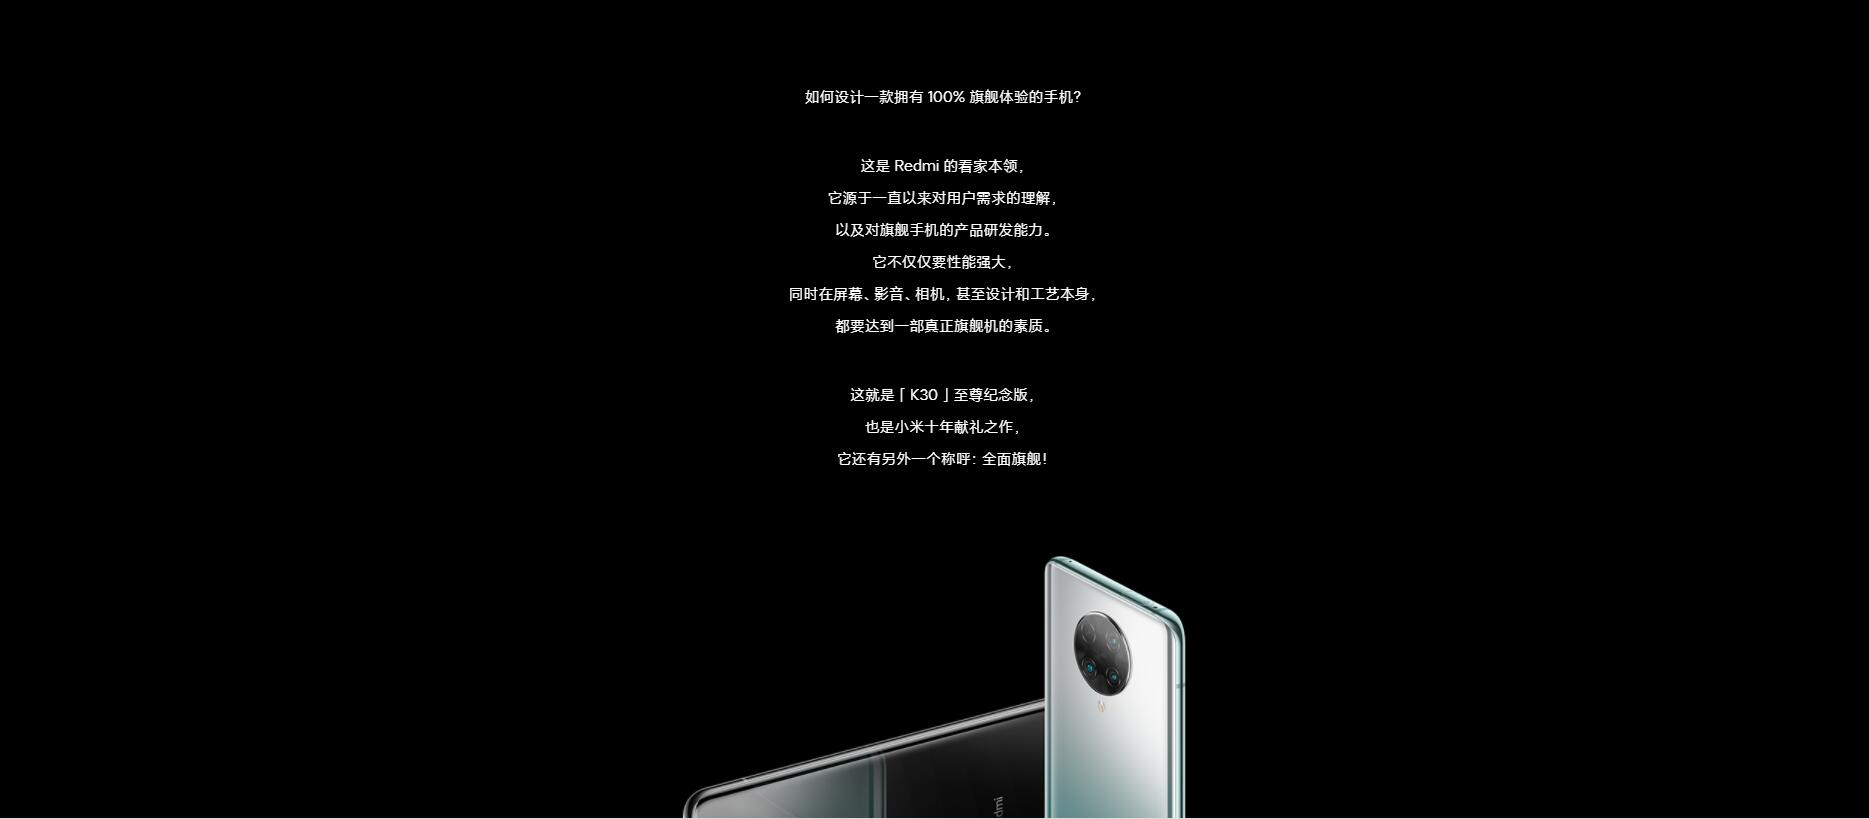 如何设计一款拥有 100% 旗舰体验的手机？
这是 Redmi 的看家本领，
它源于一直以来对用户需求的理解，
以及对旗舰手机的产品研发能力。
它不仅仅要性能强大，
同时在屏幕、影音、相机，甚至设计和工艺本身，
都要达到一部真正旗舰机的素质。
这就是「 K30 」至尊纪念版，
也是小米十年献礼之作，
它还有另外一个称呼：全面旗舰！
dmi